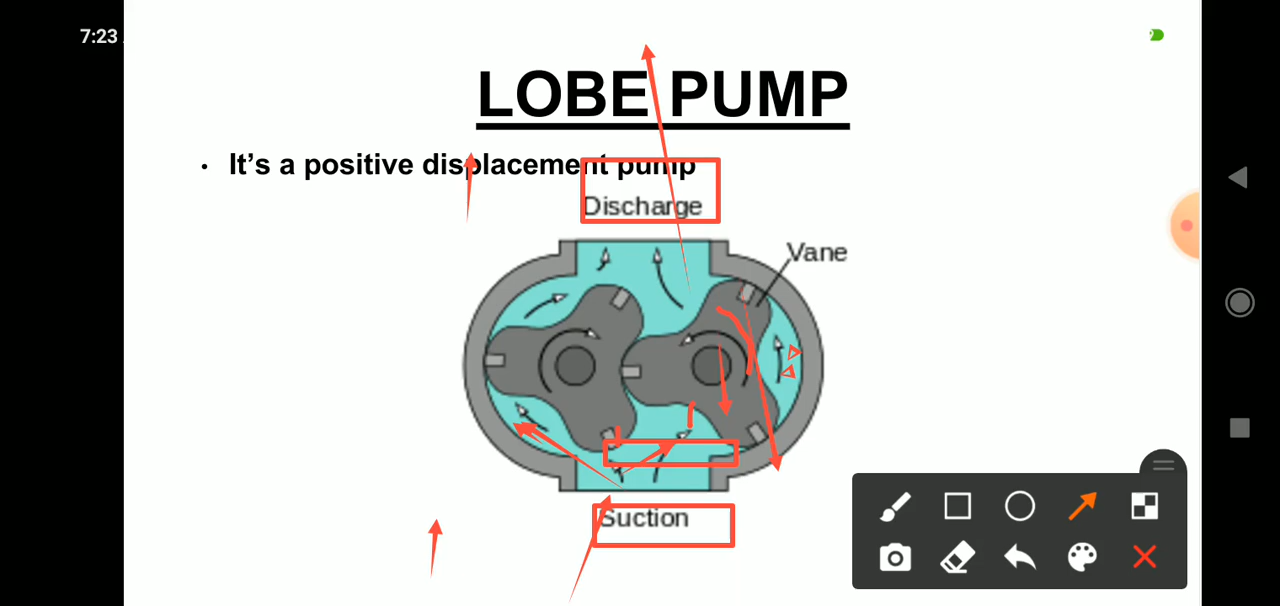 7:23
LOBE PUMP
• It's a positive displacement pump
Discharge
Vane
Suction